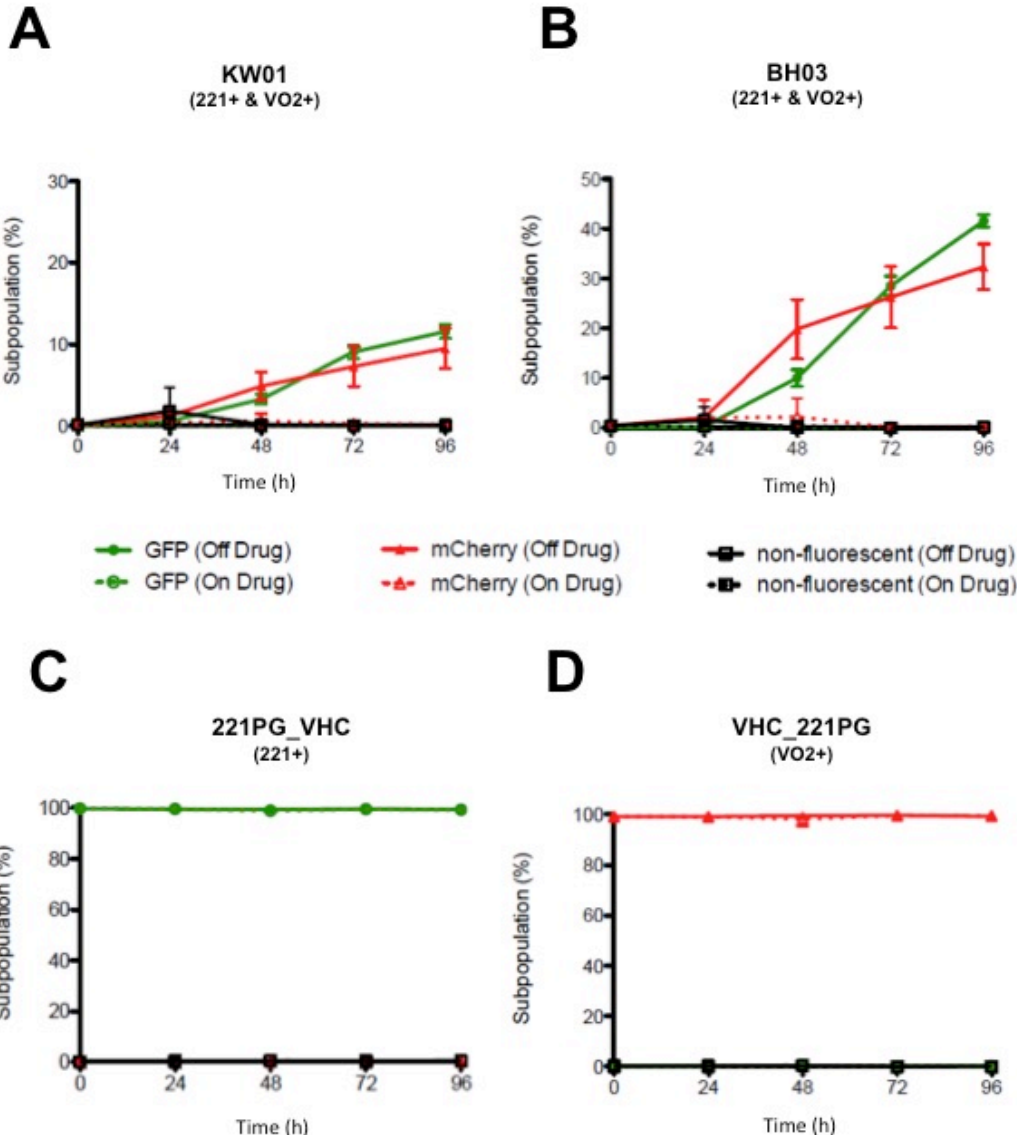 A
B
KW01
(221+ & VO2+)
BH03
(221+ & VO2+)
Subpopulation (%)
30
20
10
0
0 24 48 72 96
Time (h)
Subpopulation (%)
50
40
30
20
10
0
0 24 48 72 96
Time (h)
GFP (Off Drug)
GFP (On Drug)
mCherry (Off Drug)
mCherry (On Drug)
non-fluorescent (Off Drug)
non-fluorescent (On Drug)
C
D
221PG_VHC
(221+)
VHC_221PG
(VO2+)
Subpopulation (%)
100
80
60
40
20
0
0 24 48 72 96
Time (h)
Subpopulation (%)
100
80
60
40
20
0
0 24 48 72 96
Time (h)